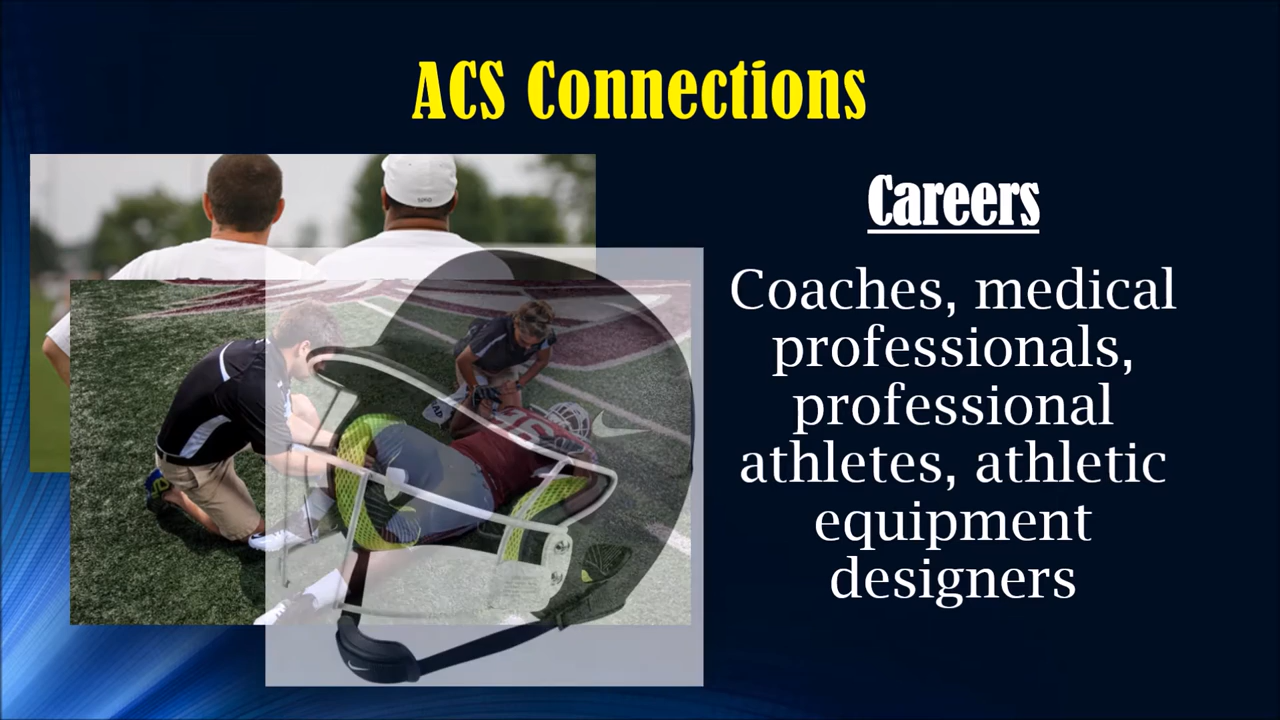 ACS Connections
Careers
Coaches, medical
professionals,
professional
athletes, athletic
equipment
designers